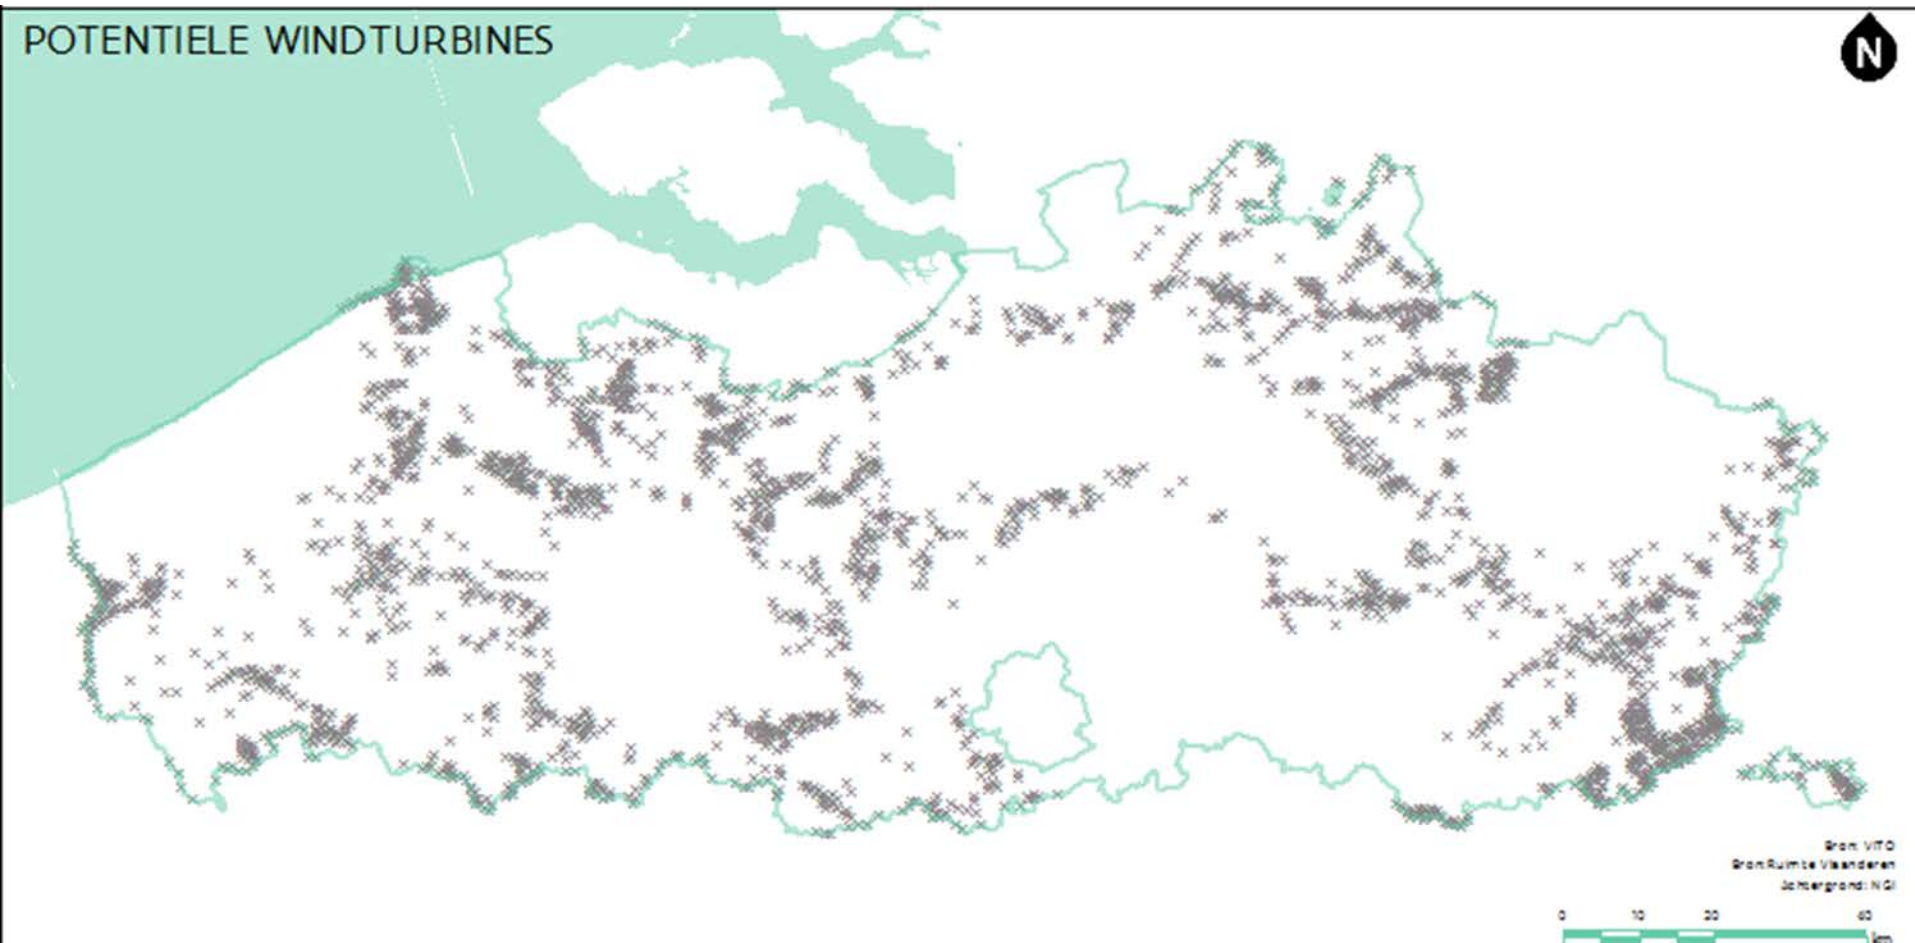 POTENTIELE WINDTURBINES
N
Bron: VITO
Bron:Ruimte Vlaanderen
Achtergrond: NGI
0 10 20 40
km